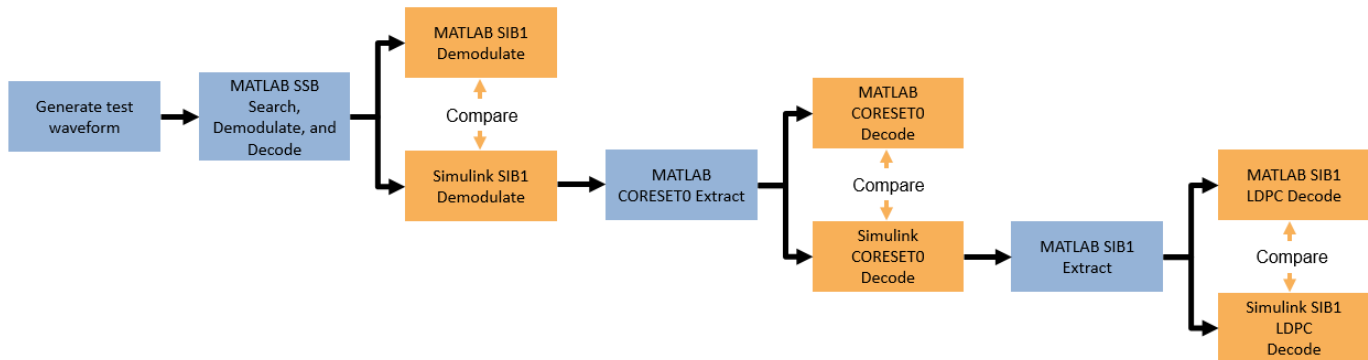 Generate test
waveform
MATLAB SSB
Search,
Demodulate, and
Decode
MATLAB SIB1
Demodulate
Compare
Simulink SIB1
Demodulate
MATLAB
CORESET0 Extract
MATLAB
CORESET0
Decode
Compare
Simulink
CORESET0
Decode
MATLAB SIB1
Extract
MATLAB SIB1
LDPC Decode
Compare
Simulink SIB1
LDPC
Decode